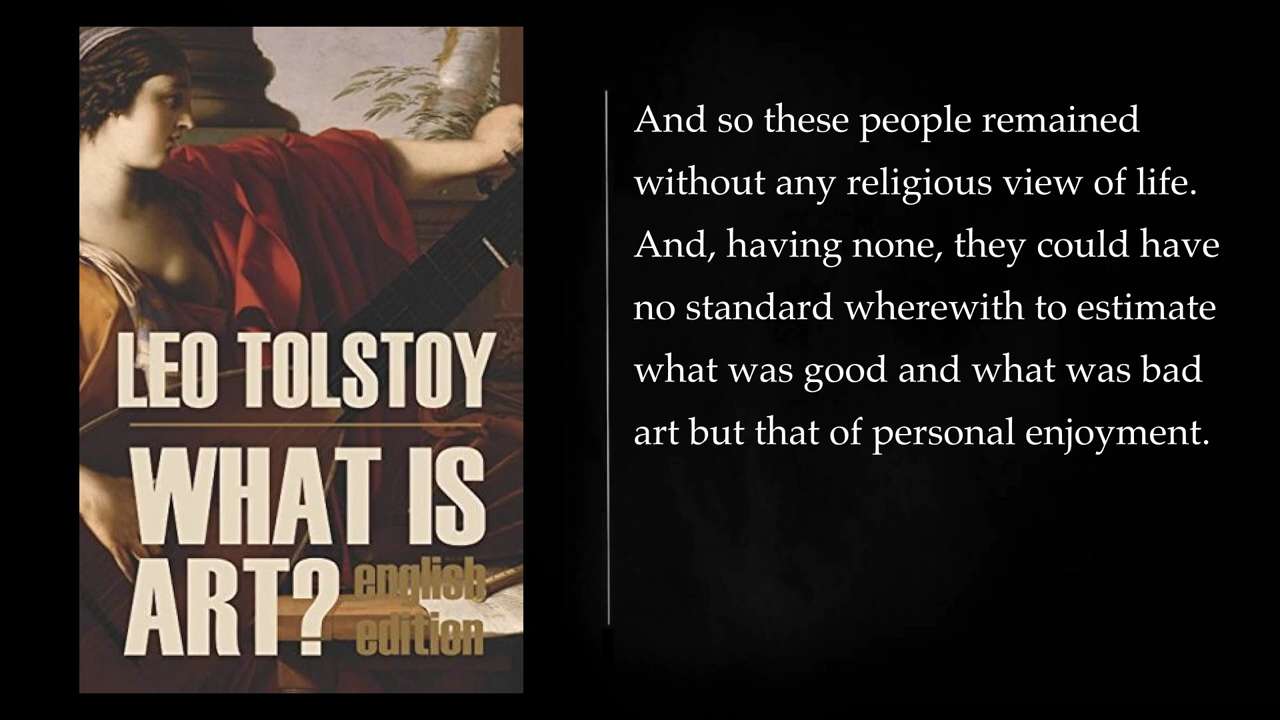 LEO TOLSTOY
WHAT IS
ART?
english
edition
And so these people remained
without any religious view of life.
And, having none, they could have
no standard wherewith to estimate
what was good and what was bad
art but that of personal enjoyment.